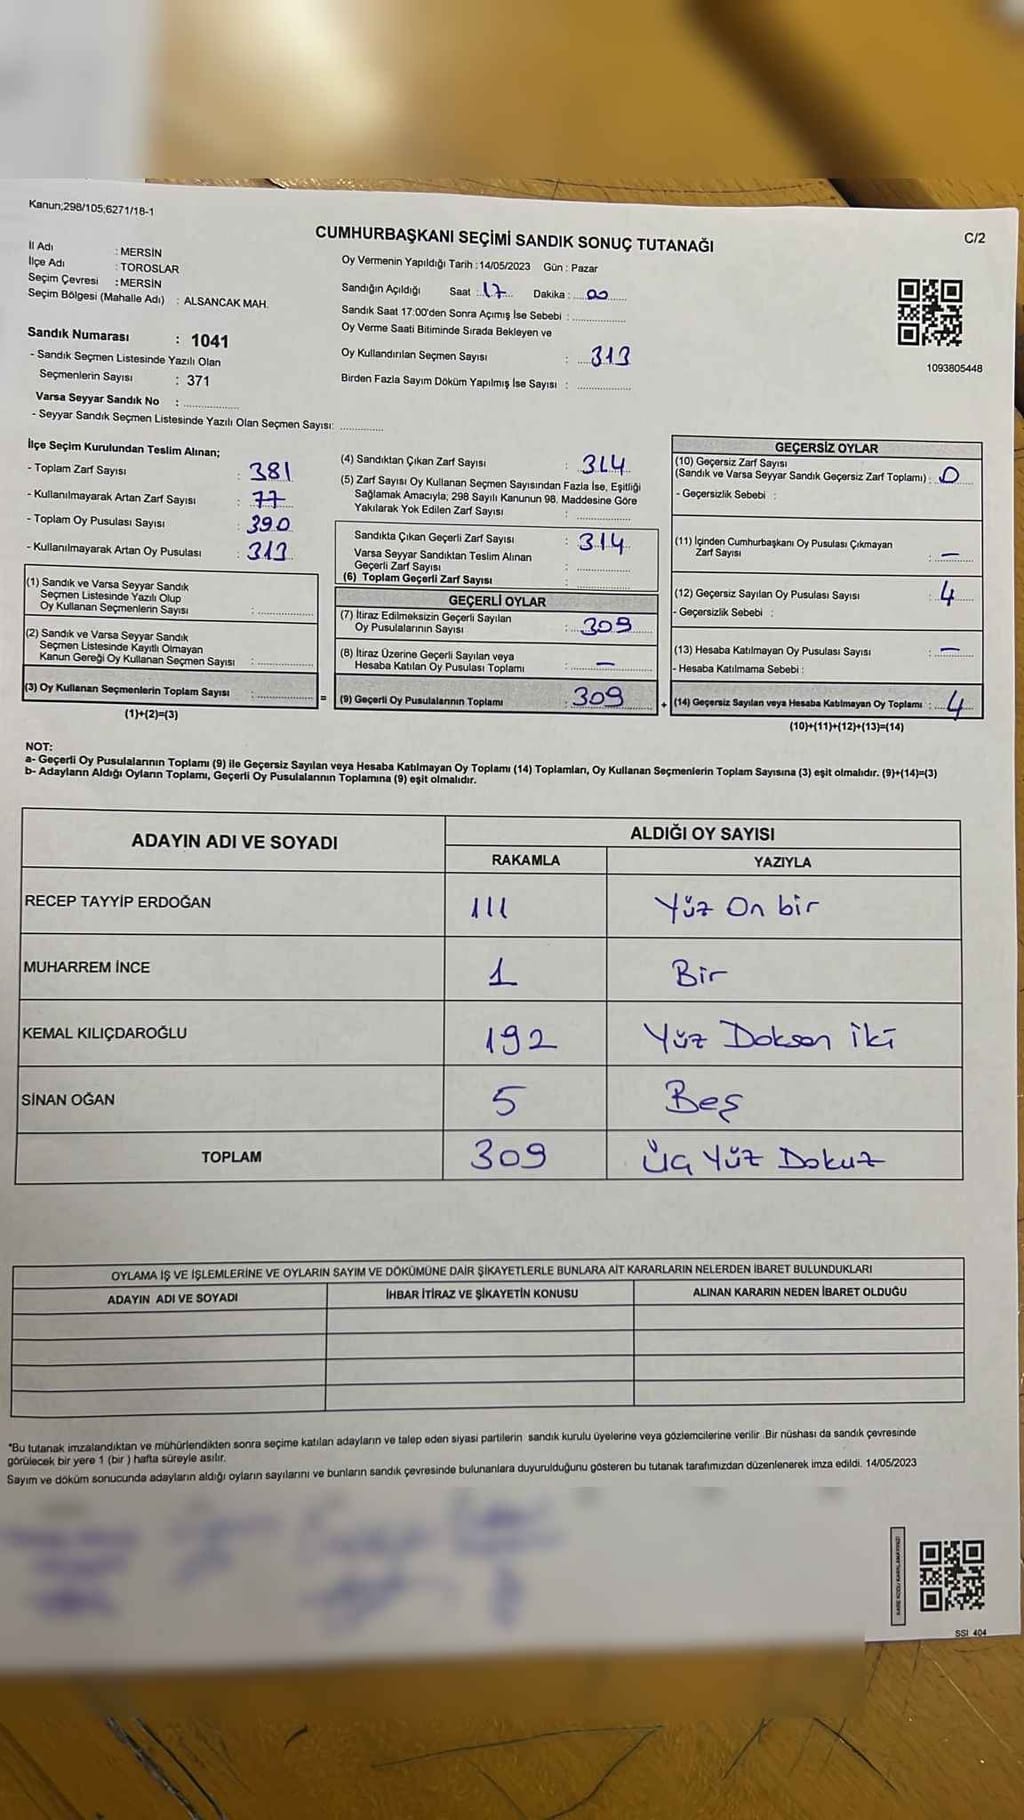 Kanun;298/105;6271/18-1
CUMHURBAŞKANI SEÇİMİ SANDIK SONUÇ TUTANAĞI
C/2
İl Adı : MERSİN
İlçe Adı : TOROSLAR
Seçim Çevresi : MERSİN
Seçim Bölgesi (Mahalle Adı) : ALSANCAK MAH.
Sandık Numarası : 1041
- Sandık Seçmen Listesinde Yazılı Olan
Seçmenlerin Sayısı : 371
Varsa Seyyar Sandık No : ...............
- Seyyar Sandık Seçmen Listesinde Yazılı Olan Seçmen Sayısı: ............
Oy Vermenin Yapıldığı Tarih : 14/05/2023 Gün : Pazar
Sandığın Açıldığı Saat : 17 Dakika : 00
Sandık Saat 17:00'den Sonra Açımış İse Sebebi : ...............
Oy Verme Saati Bitiminde Sırada Bekleyen ve
Oy Kullandırılan Seçmen Sayısı : 313
Birden Fazla Sayım Döküm Yapılmış İse Sayısı : ...............
1093805448
İlçe Seçim Kurulundan Teslim Alınan;
- Toplam Zarf Sayısı : 381
- Kullanılmayarak Artan Zarf Sayısı : 77
- Toplam Oy Pusulası Sayısı : 390
- Kullanılmayarak Artan Oy Pusulası : 313
(1) Sandık ve Varsa Seyyar Sandık
Seçmen Listesinde Yazılı Olup
Oy Kullanan Seçmenlerin Sayısı : ...............
(2) Sandık ve Varsa Seyyar Sandık
Seçmen Listesinde Kayıtlı Olmayan
Kanun Gereği Oy Kullanan Seçmen Sayısı : ...............
(3) Oy Kullanan Seçmenlerin Toplam Sayısı : ............... =
(1)+(2)=(3)
(4) Sandıktan Çıkan Zarf Sayısı : 314
(5) Zarf Sayısı Oy Kullanan Seçmen Sayısından Fazla İse, Eşitliği
Sağlamak Amacıyla, 298 Sayılı Kanunun 98. Maddesine Göre
Yakılarak Yok Edilen Zarf Sayısı : ...............
Sandıkta Çıkan Geçerli Zarf Sayısı : 314
Varsa Seyyar Sandıktan Teslim Alınan
Geçerli Zarf Sayısı : ...............
(6) Toplam Geçerli Zarf Sayısı : ...............
GEÇERLİ OYLAR
(7) İtiraz Edilmeksizin Geçerli Sayılan
Oy Pusulalarının Sayısı : 309
(8) İtiraz Üzerine Geçerli Sayılan veya
Hesaba Katılan Oy Pusulası Toplamı : —
(9) Geçerli Oy Pusulalarının Toplamı : 309 +
GEÇERSİZ OYLAR
(10) Geçersiz Zarf Sayısı
(Sandık ve Varsa Seyyar Sandık Geçersiz Zarf Toplamı) : 0
- Geçersizlik Sebebi :
(11) İçinden Cumhurbaşkanı Oy Pusulası Çıkmayan
Zarf Sayısı : —
(12) Geçersiz Sayılan Oy Pusulası Sayısı : 4
- Geçersizlik Sebebi :
(13) Hesaba Katılmayan Oy Pusulası Sayısı : —
- Hesaba Katılmama Sebebi :
(14) Geçersiz Sayılan veya Hesaba Katılmayan Oy Toplamı : 4
(10)+(11)+(12)+(13)=(14)
NOT:
a- Geçerli Oy Pusulalarının Toplamı (9) ile Geçersiz Sayılan veya Hesaba Katılmayan Oy Toplamı (14) Toplamları, Oy Kullanan Seçmenlerin Toplam Sayısına (3) eşit olmalıdır. (9)+(14)=(3)
b- Adayların Aldığı Oyların Toplamı, Geçerli Oy Pusulalarının Toplamına (9) eşit olmalıdır.
ADAYIN ADI VE SOYADI ALDIĞI OY SAYISI
RAKAMLA YAZIYLA
RECEP TAYYİP ERDOĞAN 111 Yüz On bir
MUHARREM İNCE 1 Bir
KEMAL KILIÇDAROĞLU 192 Yüz Doksan iki
SİNAN OĞAN 5 Beş
TOPLAM 309 Üç Yüz Dokuz
OYLAMA İŞ VE İŞLEMLERİNE VE OYLARIN SAYIM VE DÖKÜMÜNE DAİR ŞİKAYETLERLE BUNLARA AİT KARARLARIN NELERDEN İBARET BULUNDUKLARI
ADAYIN ADI VE SOYADI İHBAR İTİRAZ VE ŞİKAYETİN KONUSU ALINAN KARARIN NEDEN İBARET OLDUĞU
*Bu tutanak imzalandıktan ve mühürlendikten sonra seçime katılan adayların ve talep eden siyasi partilerin sandık kurulu üyelerine veya gözlemcilerine verilir .Bir nüshası da sandık çevresinde
görülecek bir yere 1 (bir ) hafta süreyle asılır.
Sayım ve döküm sonucunda adayların aldığı oyların sayılarını ve bunların sandık çevresinde bulunanlara duyurulduğunu gösteren bu tutanak tarafımızdan düzenlenerek imza edildi. 14/05/2023
SSI_404